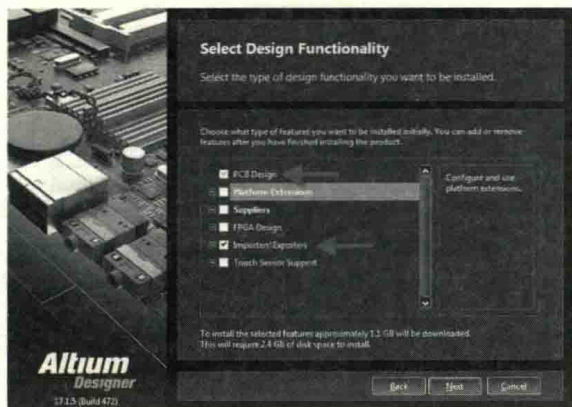 Select Design Functionality
Select the type of design functionality you want to be installed.
Choose what type of features you want to be installed initially. You can add or remove
features after you have finished installing the product.
PCB Design
Platform Extensions
Suppliers
FPGA Design
Importers\Exporters
Touch Sensor Support
Configure and use
platform extensions.
To install the selected features approximately 1.1 GB will be downloaded.
This will require 2.4 GB of disk space to install.
Altium
Designer
17.1.5 (Build 472)
Back
Next
Cancel